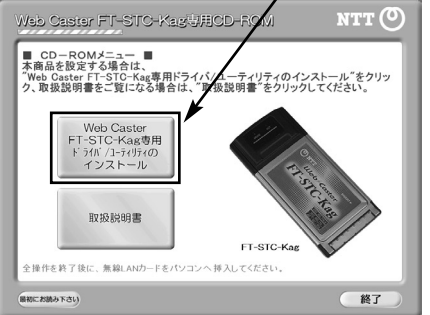 Web Caster FT-STC-Kag専用CD-ROM
NTT
■ CD-ROMメニュー ■
本商品を設定する場合は、
"Web Caster FT-STC-Kag専用ドライバ/ユーティリティのインストール"をクリッ
ク、取扱説明書をご覧になる場合は、"取扱説明書"をクリックしてください。
Web Caster
FT-STC-Kag専用
ドライバ/ユーティリティの
インストール
取扱説明書
NTT
Web Caster
FT-STC-Kag
FT-STC-Kag
全操作を終了後に、無線LANカードをパソコンへ挿入してください。
最初にお読み下さい
終了